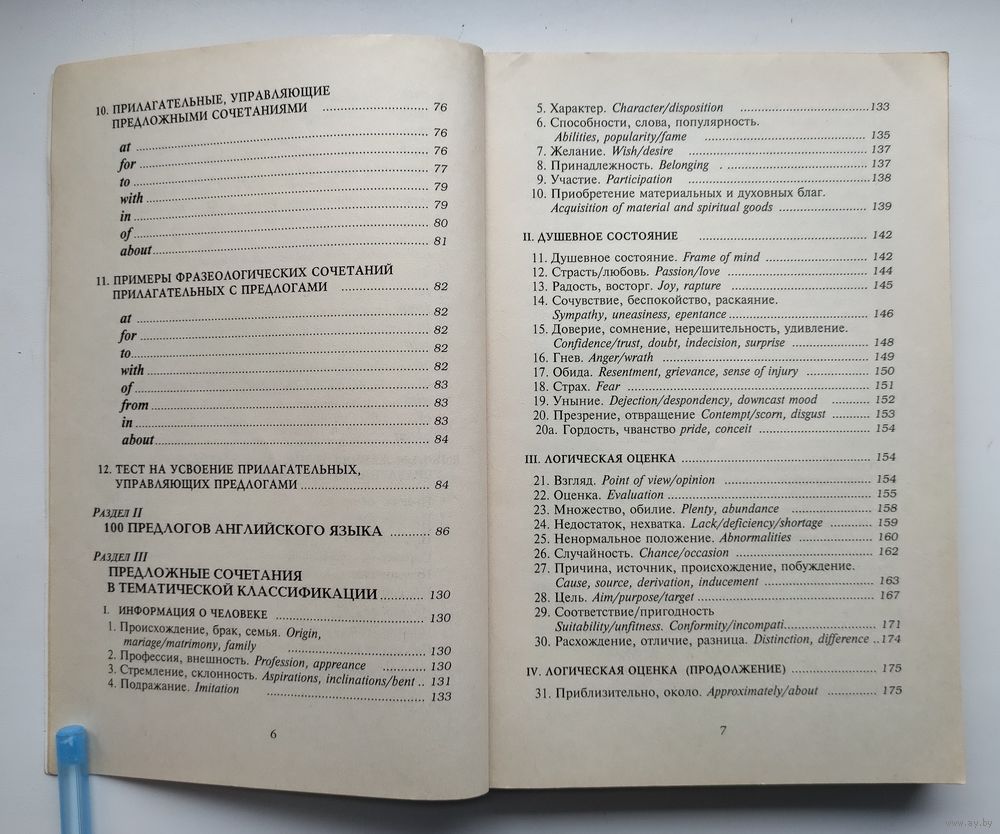 10. ПРИЛАГАТЕЛЬНЫЕ, УПРАВЛЯЮЩИЕ
ПРЕДЛОЖНЫМИ СОЧЕТАНИЯМИ ........ 76
at ........ 76
for ........ 76
to ........ 77
with ........ 79
in ........ 79
of ........ 80
about ........ 81
11. ПРИМЕРЫ ФРАЗЕОЛОГИЧЕСКИХ СОЧЕТАНИЙ
ПРИЛАГАТЕЛЬНЫХ С ПРЕДЛОГАМИ ........ 82
at ........ 82
for ........ 82
to ........ 82
with ........ 82
of ........ 83
from ........ 83
in ........ 83
about ........ 84
12. ТЕСТ НА УСВОЕНИЕ ПРИЛАГАТЕЛЬНЫХ,
УПРАВЛЯЮЩИХ ПРЕДЛОГАМИ ........ 84
РАЗДЕЛ II
100 ПРЕДЛОГОВ АНГЛИЙСКОГО ЯЗЫКА ........ 86
РАЗДЕЛ III
ПРЕДЛОЖНЫЕ СОЧЕТАНИЯ
В ТЕМАТИЧЕСКОЙ КЛАССИФИКАЦИИ ........ 130
I. ИНФОРМАЦИЯ О ЧЕЛОВЕКЕ ........ 130
1. Происхождение, брак, семья. Origin,
mariage/matrimony, family ........ 130
2. Профессия, внешность. Profession, appreance ........ 130
3. Стремление, склонность. Aspirations, inclinations/bent .. 131
4. Подражание. Imitation ........ 133
6
5. Характер. Character/disposition ........ 133
6. Способности, слова, популярность.
Abilities, popularity/fame ........ 135
7. Желание. Wish/desire ........ 137
8. Принадлежность. Belonging ........ 137
9. Участие. Participation ........ 138
10. Приобретение материальных и духовных благ.
Acquisition of material and spiritual goods ........ 139
II. ДУШЕВНОЕ СОСТОЯНИЕ ........ 142
11. Душевное состояние. Frame of mind ........ 142
12. Страсть/любовь. Passion/love ........ 144
13. Радость, восторг. Joy, rapture ........ 145
14. Сочувствие, беспокойство, раскаяние.
Sympathy, uneasiness, epentance ........ 146
15. Доверие, сомнение, нерешительность, удивление.
Confidence/trust, doubt, indecision, surprise ........ 148
16. Гнев. Anger/wrath ........ 149
17. Обида. Resentment, grievance, sense of injury ........ 150
18. Страх. Fear ........ 151
19. Уныние. Dejection/despondency, downcast mood ........ 152
20. Презрение, отвращение Contempt/scorn, disgust ........ 153
20а. Гордость, чванство pride, conceit ........ 154
III. ЛОГИЧЕСКАЯ ОЦЕНКА ........ 154
21. Взгляд. Point of view/opinion ........ 154
22. Оценка. Evaluation ........ 155
23. Множество, обилие. Plenty, abundance ........ 158
24. Недостаток, нехватка. Lack/deficiency/shortage ........ 159
25. Ненормальное положение. Abnormalities ........ 160
26. Случайность. Chance/occasion ........ 162
27. Причина, источник, происхождение, побуждение.
Cause, source, derivation, inducement ........ 163
28. Цель. Aim/purpose/target ........ 167
29. Соответствие/пригодность
Suitability/unfitness. Conformity/incompati........ 171
30. Расхождение, отличие, разница. Distinction, difference ..174
IV. ЛОГИЧЕСКАЯ ОЦЕНКА (ПРОДОЛЖЕНИЕ) ........ 175
31. Приблизительно, около. Approximately/about ........ 175
7
www.ay.by